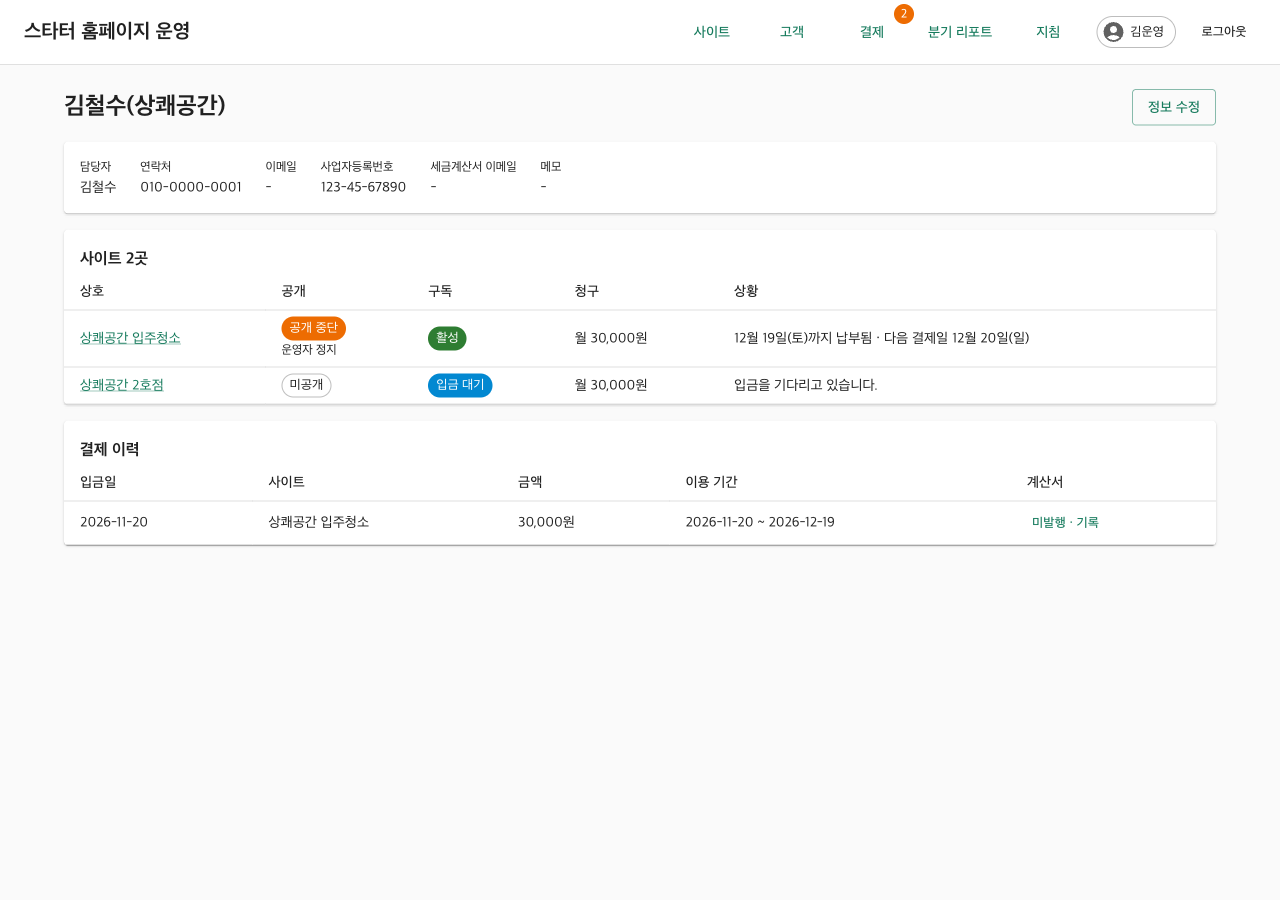 스타터 홈페이지 운영
사이트 고객 결제 2 분기 리포트 지침 김운영 로그아웃
김철수(상쾌공간)
정보 수정
담당자 연락처 이메일 사업자등록번호 세금계산서 이메일 메모
김철수 010-0000-0001 - 123-45-67890 - -
사이트 2곳
상호 공개 구독 청구 상황
상쾌공간 입주청소 공개 중단 활성 월 30,000원 12월 19일(토)까지 납부됨 · 다음 결제일 12월 20일(일)
운영자 정지
상쾌공간 2호점 미공개 입금 대기 월 30,000원 입금을 기다리고 있습니다.
결제 이력
입금일 사이트 금액 이용 기간 계산서
2026-11-20 상쾌공간 입주청소 30,000원 2026-11-20 ~ 2026-12-19 미발행 · 기록